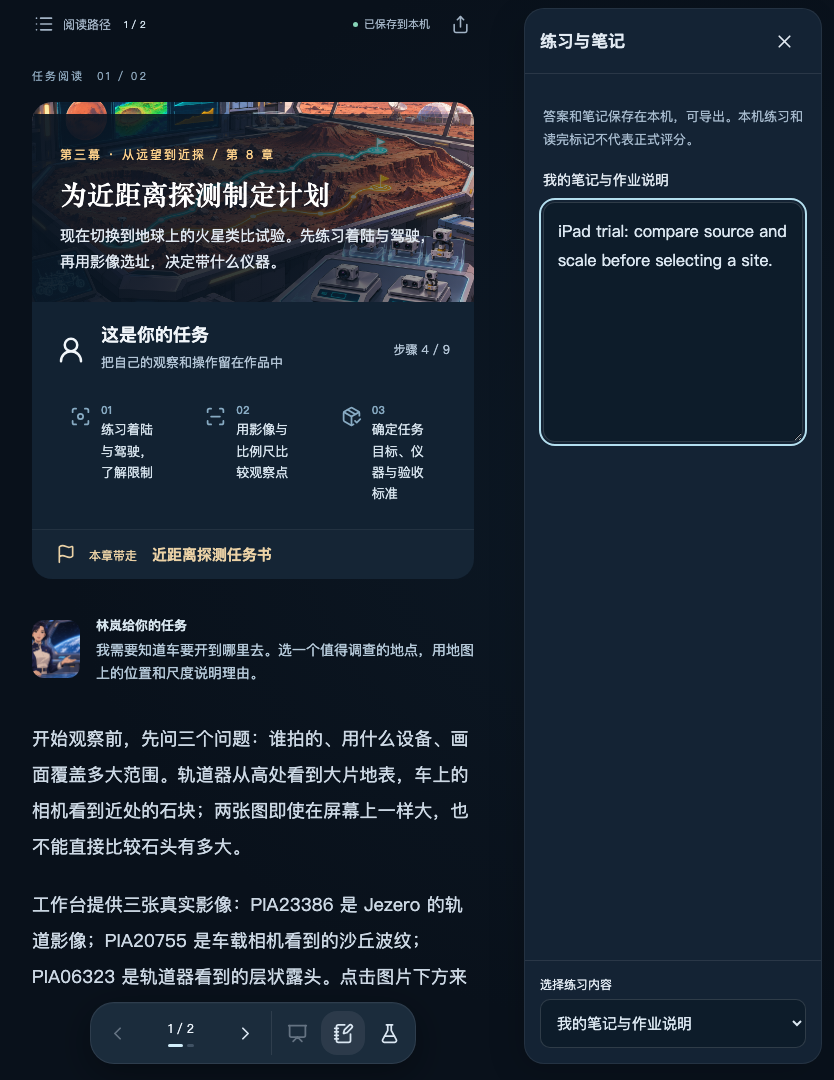 阅读路径 1 / 2
已保存到本机
任务阅读 01 / 02
第三幕 · 从远望到近探 / 第 8 章
为近距离探测制定计划
现在切换到地球上的火星类比试验。先练习着陆与驾驶，
再用影像选址，决定带什么仪器。
这是你的任务
把自己的观察和操作留在作品中
步骤 4 / 9
01
练习着陆
与驾驶，
了解限制
02
用影像与
比例尺比
较观察点
03
确定任务
目标、仪
器与验收
标准
本章带走 近距离探测任务书
林岚给你的任务
我需要知道车要开到哪里去。选一个值得调查的地点，用地图
上的位置和尺度说明理由。
开始观察前，先问三个问题：谁拍的、用什么设备、画
面覆盖多大范围。轨道器从高处看到大片地表，车上的
相机看到近处的石块；两张图即使在屏幕上一样大，也
不能直接比较石头有多大。
工作台提供三张真实影像：PIA23386 是 Jezero 的轨
道影像；PIA20755 是车载相机看到的沙丘波纹；
PIA06323 是轨道器看到的层状露头。点击图片下方来
1 / 2
练习与笔记
答案和笔记保存在本机，可导出。本机练习和
读完标记不代表正式评分。
我的笔记与作业说明
iPad trial: compare source and
scale before selecting a site.
选择练习内容
我的笔记与作业说明